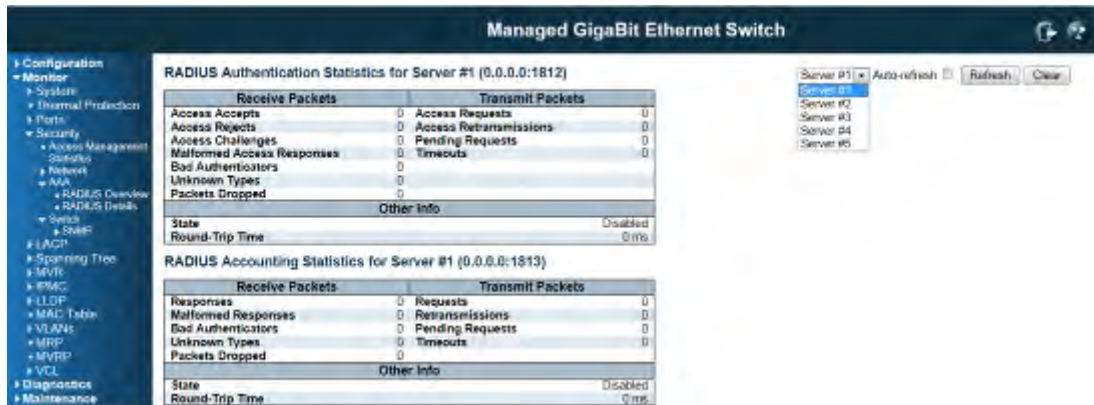 Managed GigaBit Ethernet Switch
Configuration
Monitor
System
Thermal Protection
Ports
Security
Access Management
Statistics
Network
AAA
RADIUS Overview
RADIUS Details
Switch
SNMP
LACP
Spanning Tree
MVR
IPMC
LLDP
MAC Table
VLANs
MRP
MVRP
VCL
Diagnostics
Maintenance
RADIUS Authentication Statistics for Server #1 (0.0.0.0:1812)
Server #1 Auto-refresh Refresh Clear
Server #1
Server #2
Server #3
Server #4
Server #5
Receive Packets Transmit Packets
Access Accepts 0 Access Requests 0
Access Rejects 0 Access Retransmissions 0
Access Challenges 0 Pending Requests 0
Malformed Access Responses 0 Timeouts 0
Bad Authenticators 0
Unknown Types 0
Packets Dropped 0
Other Info
State Disabled
Round-Trip Time 0 ms
RADIUS Accounting Statistics for Server #1 (0.0.0.0:1813)
Receive Packets Transmit Packets
Responses 0 Requests 0
Malformed Responses 0 Retransmissions 0
Bad Authenticators 0 Pending Requests 0
Unknown Types 0 Timeouts 0
Packets Dropped 0
Other Info
State Disabled
Round-Trip Time 0 ms